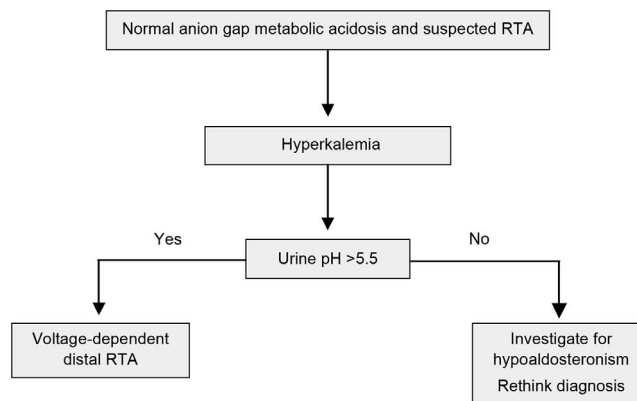 Normal anion gap metabolic acidosis and suspected RTA
Hyperkalemia
Yes
No
Urine pH >5.5
Voltage-dependent
distal RTA
Investigate for
hypoaldosteronism
Rethink diagnosis